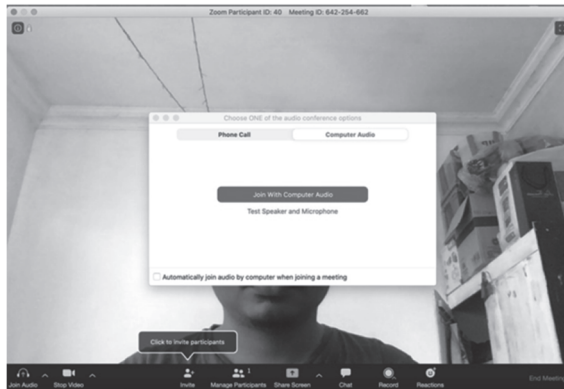 Zoom Participant ID: 40 Meeting ID: 642-254-662
Choose ONE of the audio conference options
Phone Call
Computer Audio
Join With Computer Audio
Test Speaker and Microphone
Automatically join audio by computer when joining a meeting
Click to invite participants
1
Join Audio
Stop Video
Invite
Manage Participants
Share Screen
Chat
Record
Reactions
End Meeting